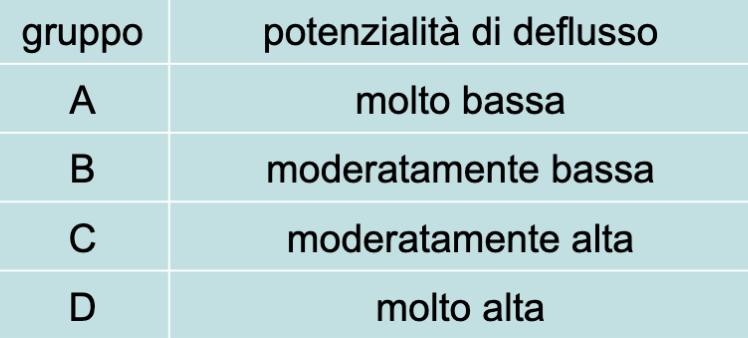 gruppo potenzialità di deflusso
A molto bassa
B moderatamente bassa
C moderatamente alta
D molto alta